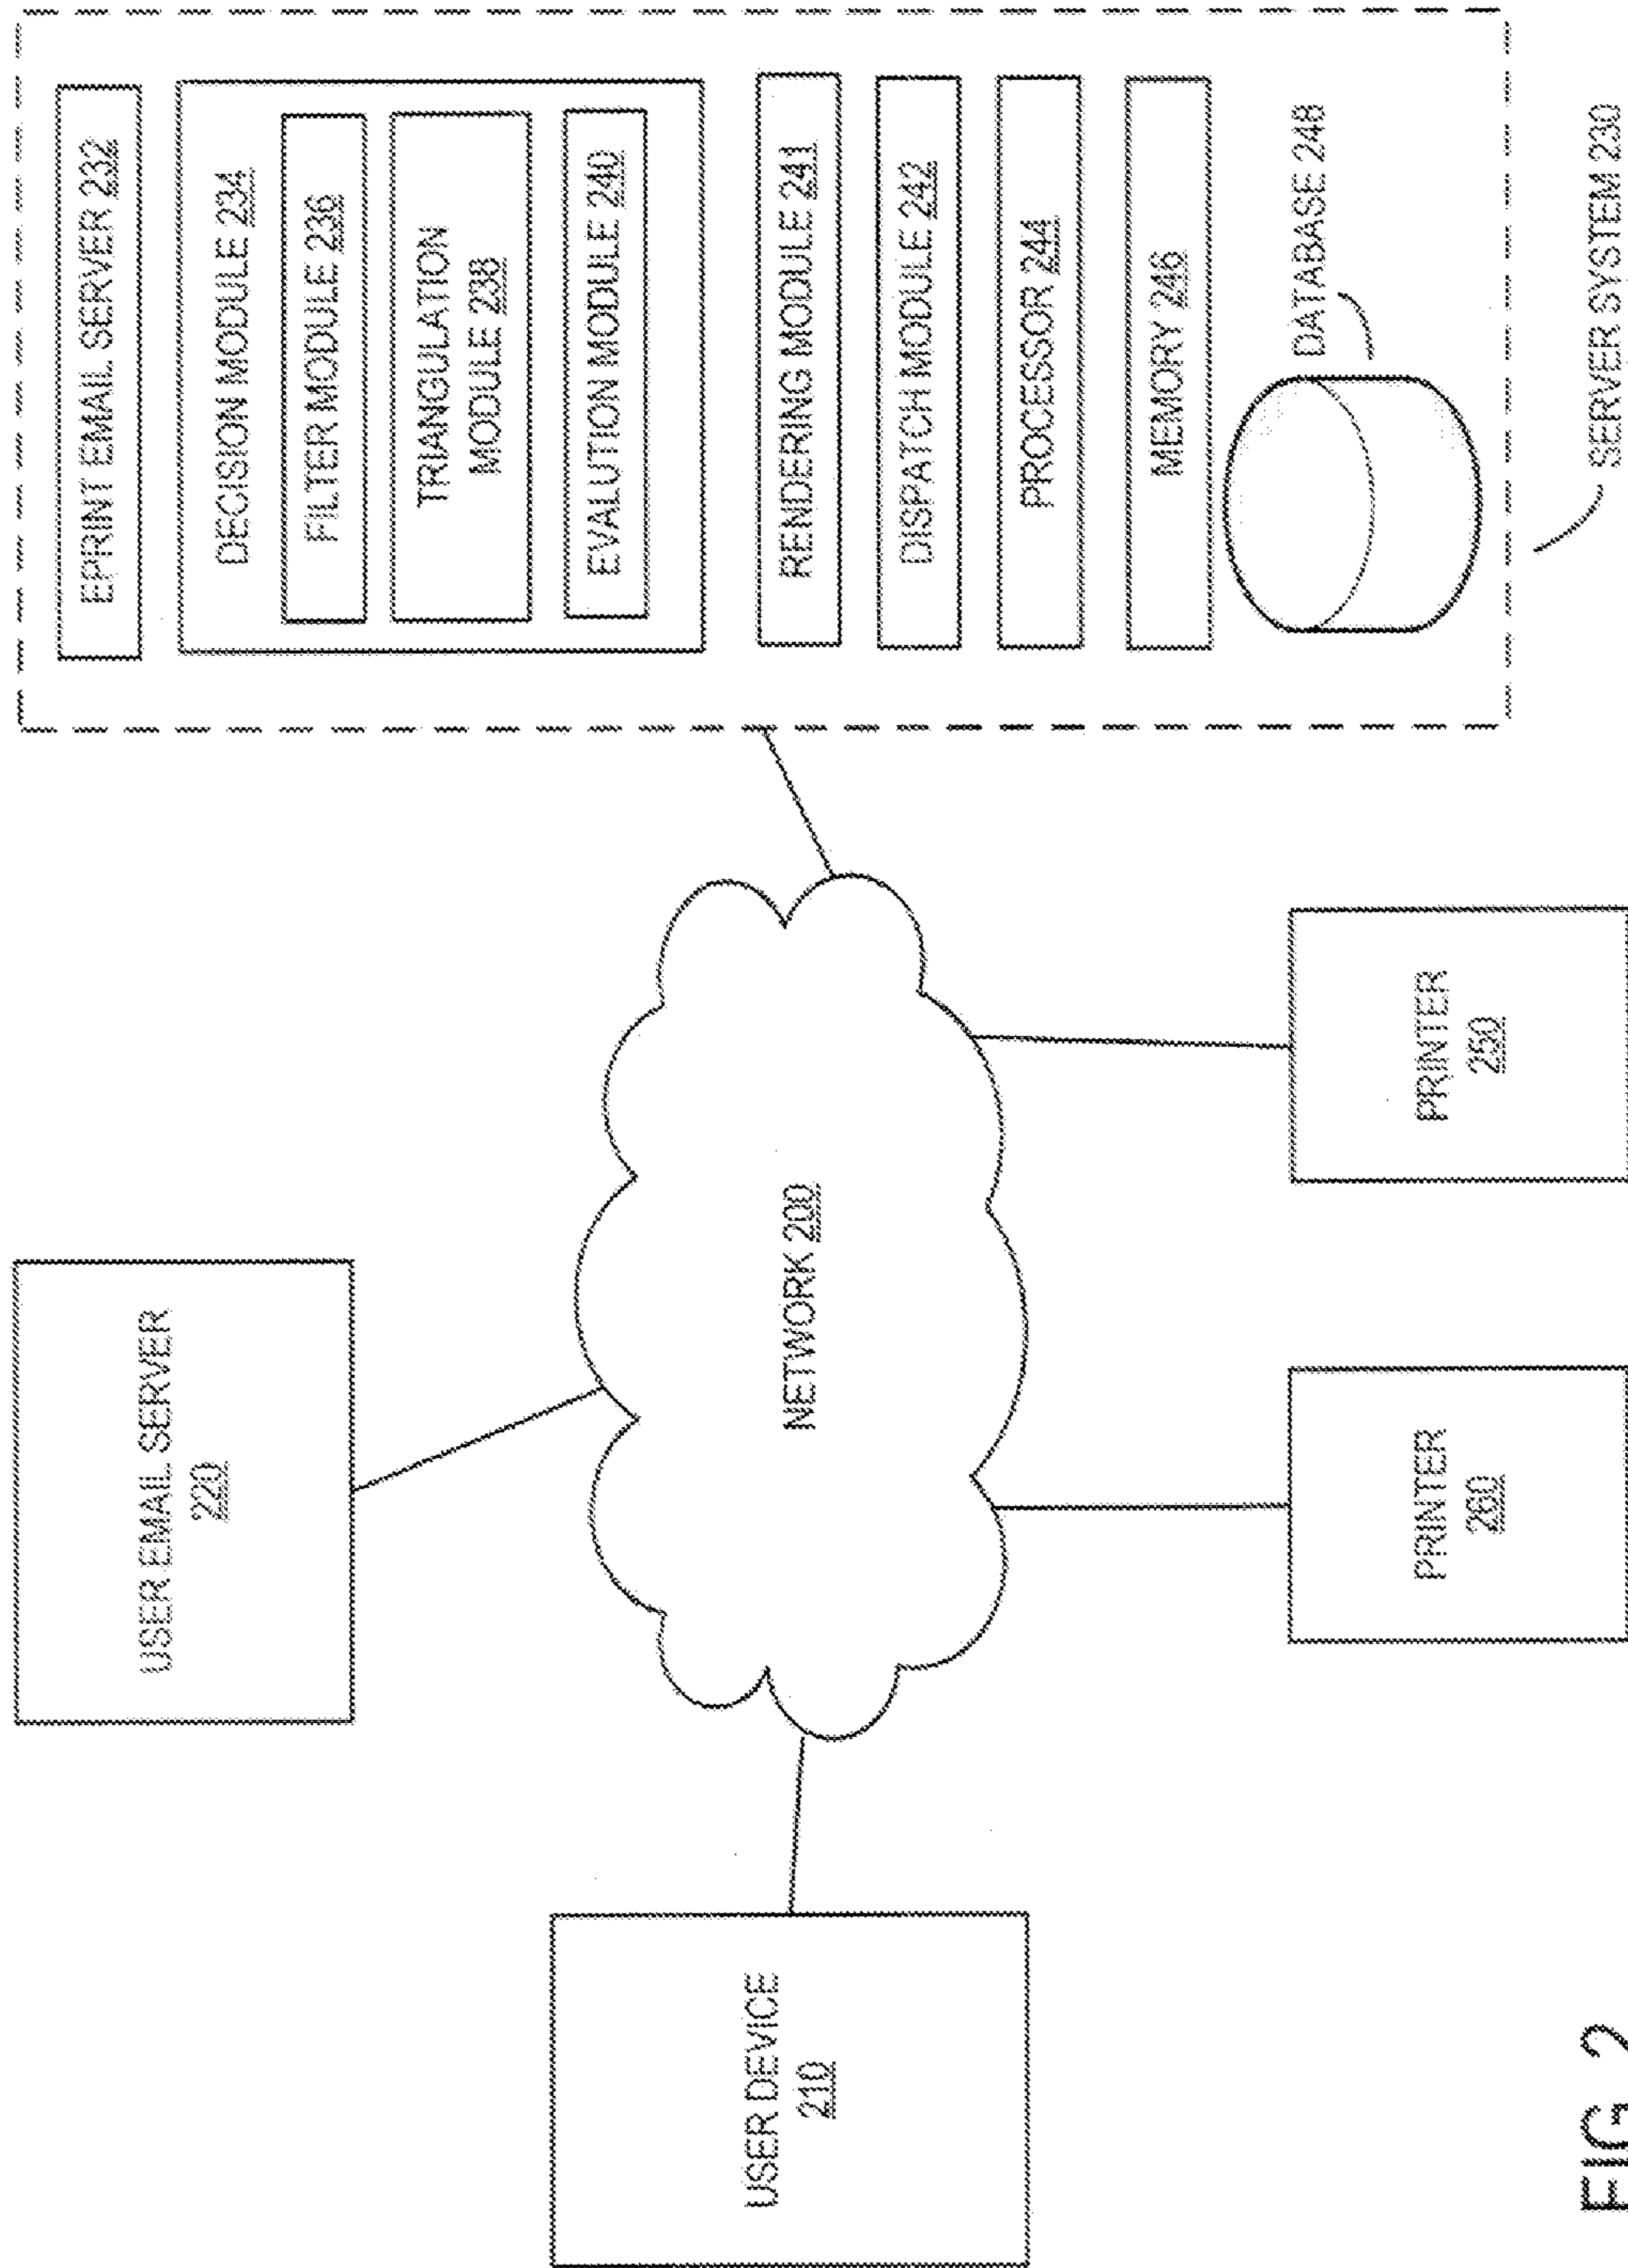 USER EMAIL SERVER
220
USER DEVICE
210
NETWORK 200
PRINTER
260
PRINTER
250
EPRINT EMAIL SERVER 232
DECISION MODULE 234
FILTER MODULE 236
TRIANGULATION
MODULE 238
EVALUTION MODULE 240
RENDERING MODULE 241
DISPATCH MODULE 242
PROCESSOR 244
MEMORY 246
DATABASE 248
SERVER SYSTEM 230
FIG. 2